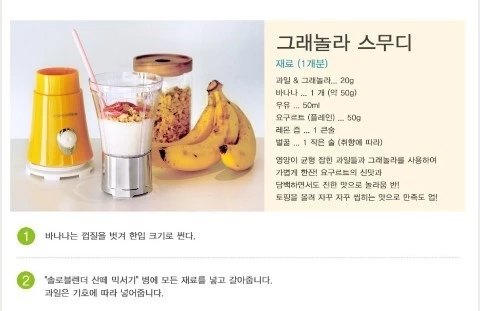 그래놀라 스무디
재료 (1개분)
과일 & 그래놀라... 20g
바나나 ... 1 개 (약 50g)
우유 ... 50ml
요구르트 (플레인) ... 50g
레몬 즙 ... 1 큰술
벌꿀 ... 1 작은 술 (취향에 따라)
영양이 균형 잡힌 과일들과 그래놀라를 사용하여
가볍게 한잔! 요구르트의 신맛과
담백하면서도 진한 맛으로 놀라움 반!
토핑을 올려 자꾸 자꾸 씹히는 맛으로 만족도 업!
1 바나나는 껍질을 벗겨 한입 크기로 썬다.
2 "솔로블렌더 산떼 믹서기" 병에 모든 재료를 넣고 갈아줍니다.
과일은 기호에 따라 넣어줍니다.